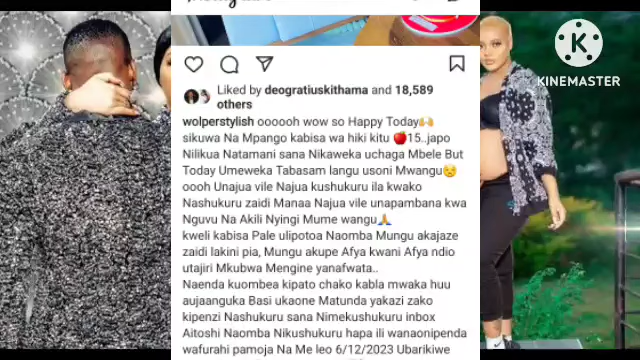 Liked by deogratiuskithama and 18,589
others
wolperstylish oooooh wow so Happy Today🙌
sikuwa Na Mpango kabisa wa hiki kitu 🍎15..japo
Nilikua Natamani sana Nikaweka uchaga Mbele But
Today Umeweka Tabasam langu usoni Mwangu😌
oooh Unajua vile Najua kushukuru ila kwako
Nashukuru zaidi Manaa Najua vile unapambana kwa
Nguvu Na Akili Nyingi Mume wangu🙏
kweli kabisa Pale ulipotoa Naomba Mungu akajaze
zaidi lakini pia, Mungu akupe Afya kwani Afya ndio
utajiri Mkubwa Mengine yanafwata..
Naenda kuombea kipato chako kabla mwaka huu
aujaanguka Basi ukaone Matunda yakazi zako
kipenzi Nashukuru sana Nimekushukuru inbox
Aitoshi Naomba Nikushukuru hapa ili wanaonipenda
wafurahi pamoja Na Me leo 6/12/2023 Ubarikiwe
K
KINEMASTER